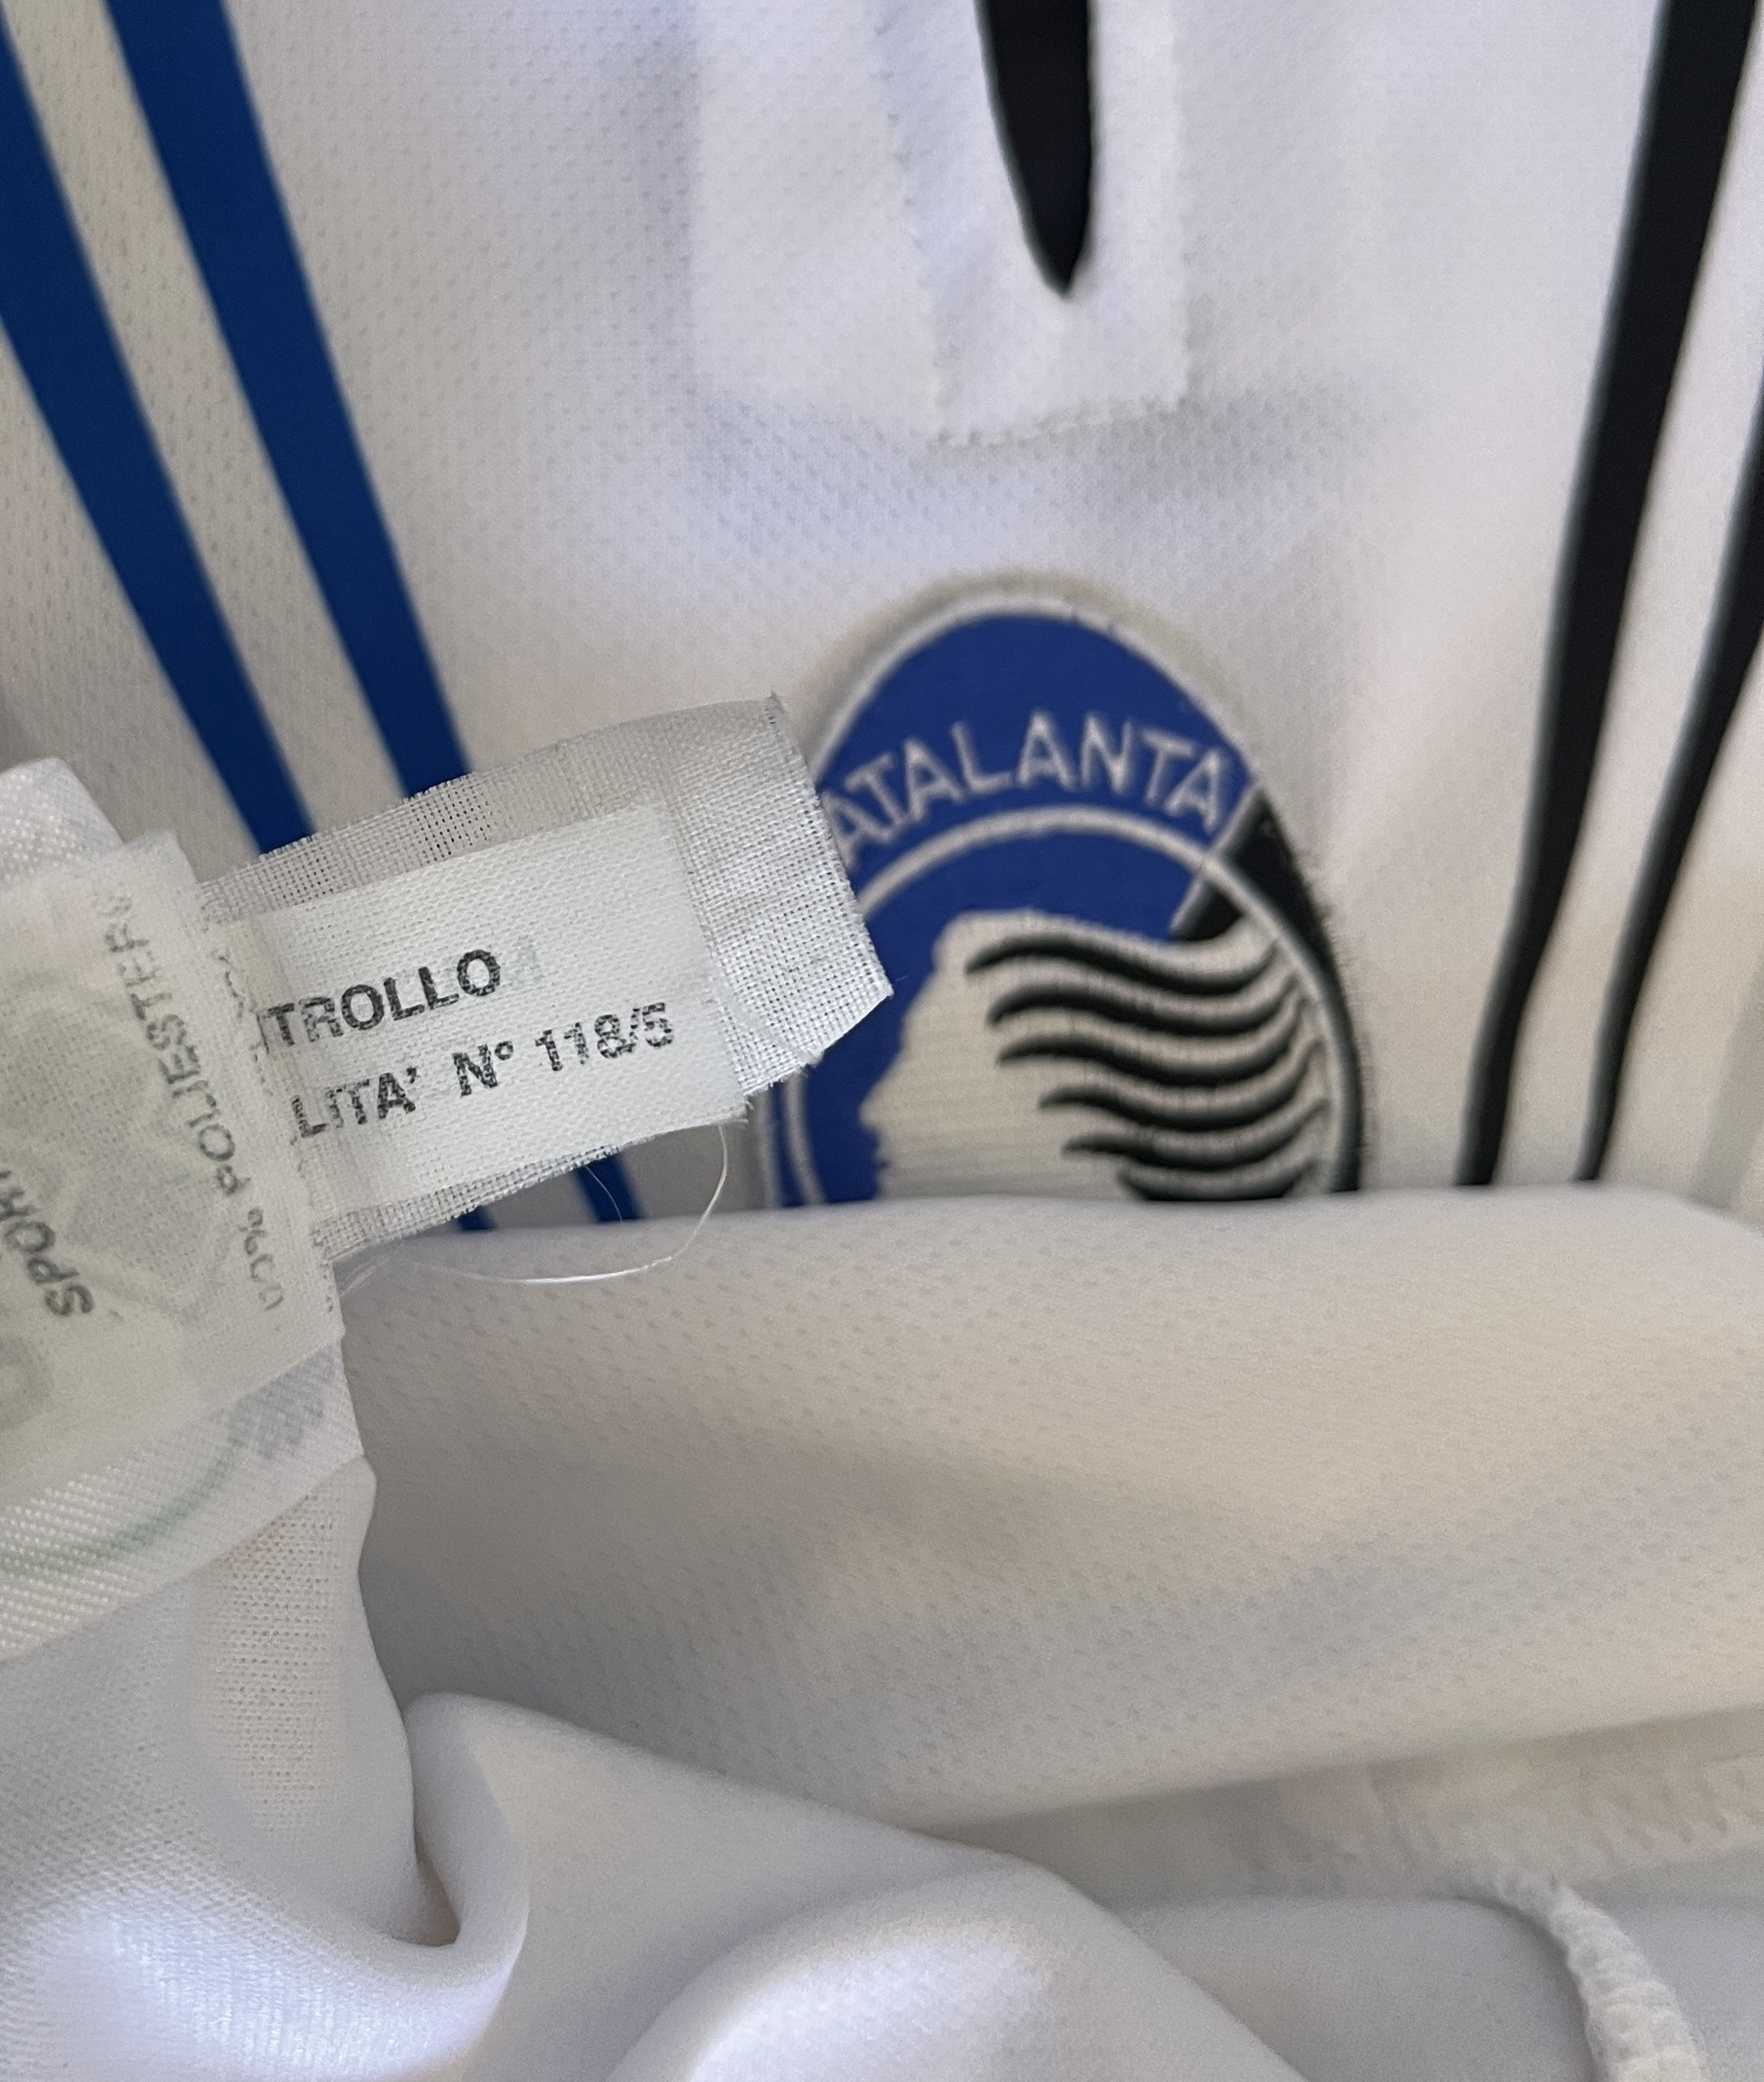 ATALANTA
TROLLO
LITA' N° 118/5
POLIESTERE
SPORT